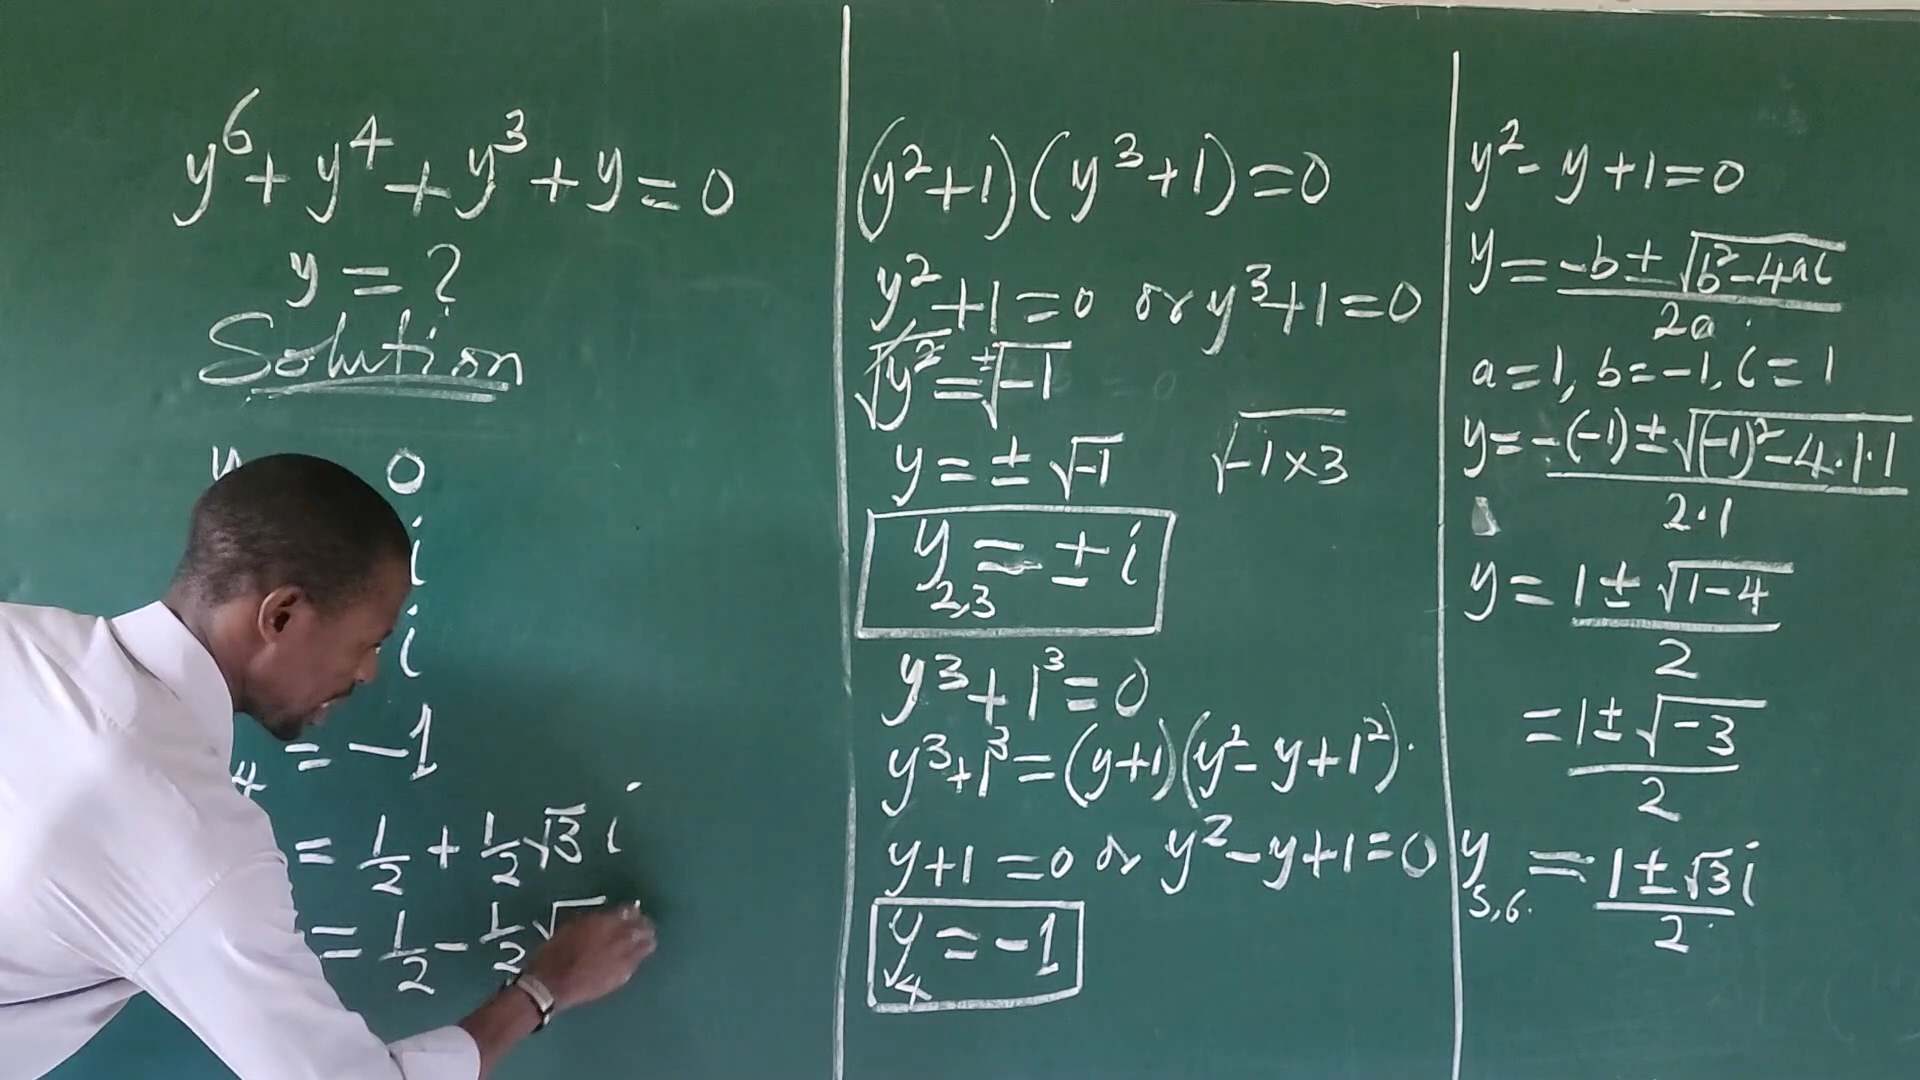 y⁶ + y⁴ + y³ + y = 0
y = ?
Solution
y 0
i
i
4 = -1
= 1/2 + 1/2 √3 i
= 1/2 - 1/2 √
(y² + 1)(y³ + 1) = 0
y² + 1 = 0 or y³ + 1 = 0
√y² = ±√-1
y = ± √-1 √-1×3
y₂,₃ = ± i
y³ + 1³ = 0
y³ + 1³ = (y+1)(y² - y + 1²).
y + 1 = 0 or y² - y + 1 = 0
y₄ = -1
y² - y + 1 = 0
y = -b ± √b² - 4ac / 2a
a = 1, b = -1, c = 1
y = -(-1) ± √(-1)² - 4·1·1 / 2·1
y = 1 ± √1-4 / 2
= 1 ± √-3 / 2
y₅,₆. = 1 ± √3 i / 2